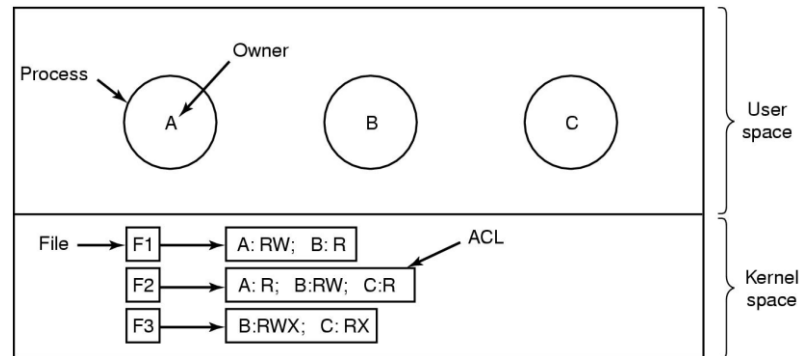 Owner
Process
A
B
C
User
space
File
F1
A: RW; B: R
ACL
F2
A: R; B:RW; C:R
F3
B:RWX; C: RX
Kernel
space